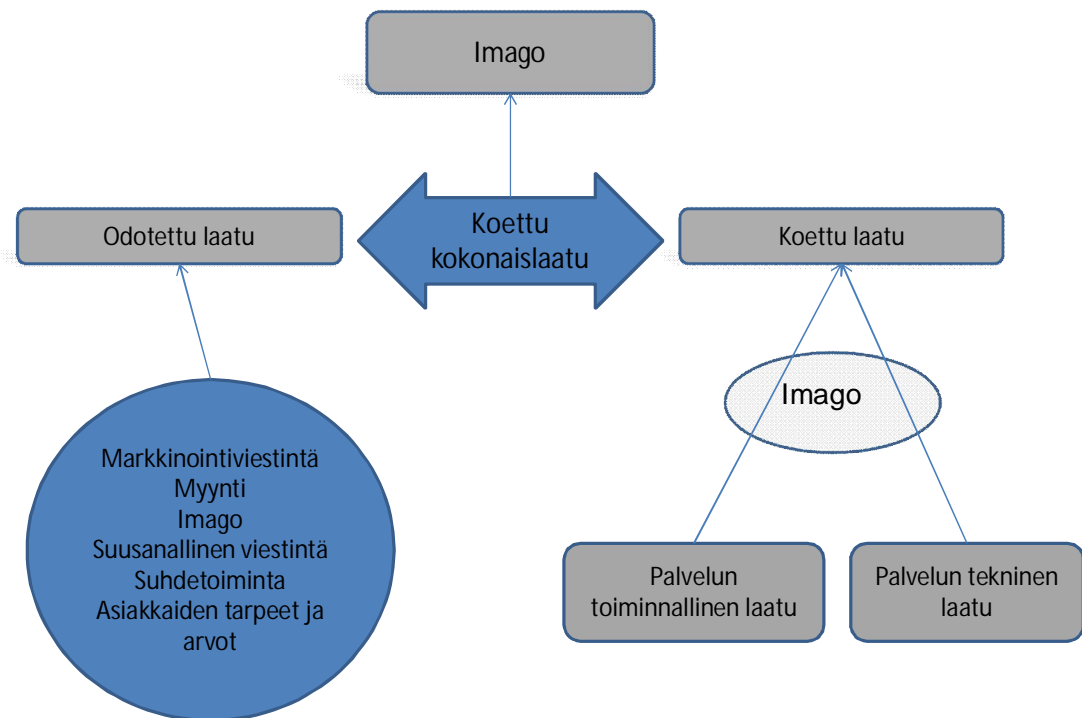 Imago
Odotettu laatu
Koettu
kokonaislaatu
Koettu laatu
Imago
Markkinointiviestintä
Myynti
Imago
Suusanallinen viestintä
Suhdetoiminta
Asiakkaiden tarpeet ja
arvot
Palvelun
toiminnallinen laatu
Palvelun tekninen
laatu